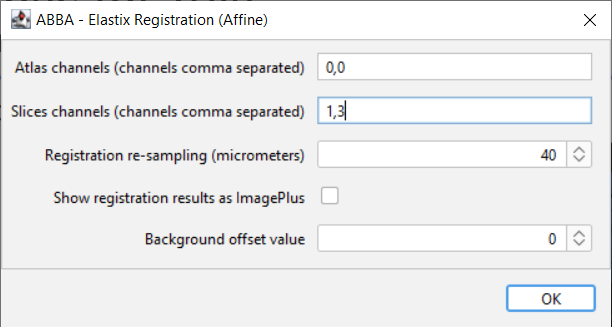 ABBA - Elastix Registration (Affine)
Atlas channels (channels comma separated) 0,0
Slices channels (channels comma separated) 1,3
Registration re-sampling (micrometers) 40
Show registration results as ImagePlus
Background offset value 0
OK